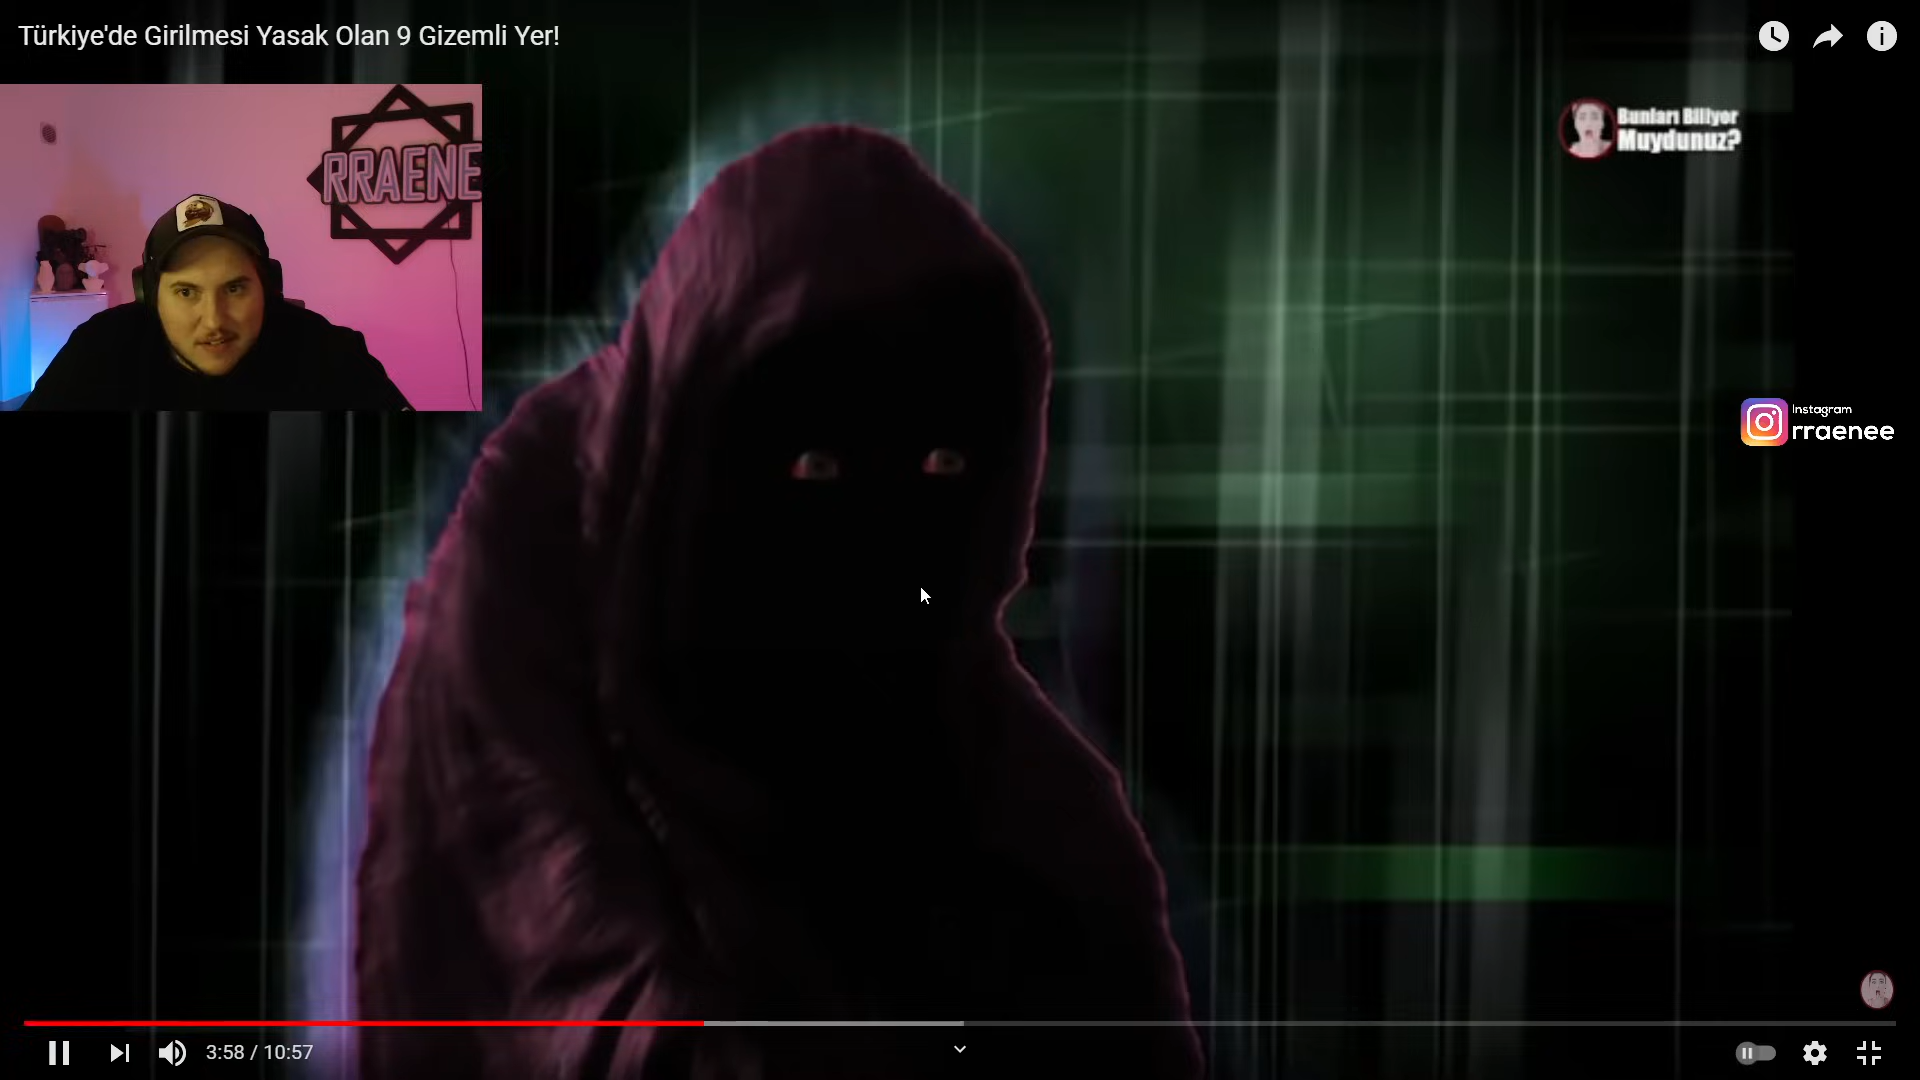 Türkiye'de Girilmesi Yasak Olan 9 Gizemli Yer!
RRAENE
Bunları Biliyor
Muydunuz?
Instagram
rraenee
3:58 / 10:57